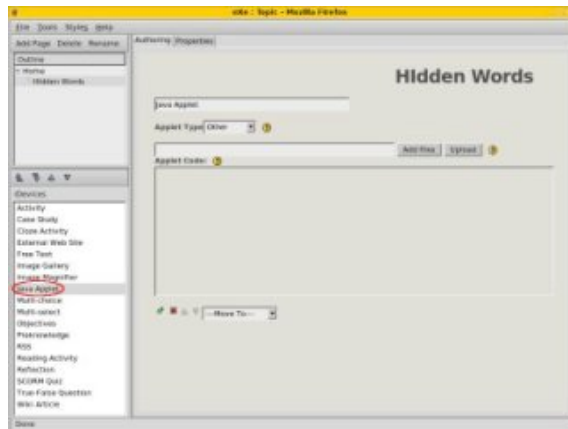 eXe : Topic - Mozilla Firefox
File Tools Styles Help
Add Page Delete Rename
Authoring Properties
Outline
Home
Hidden Words
HIdden Words
Java Applet
Applet Type Other
Add files Upload
Applet Code:
iDevices
Activity
Case Study
Cloze Activity
External Web Site
Free Text
Image Gallery
Image Magnifier
Java Applet
Multi-choice
Multi-select
Objectives
Preknowledge
RSS
Reading Activity
Reflection
SCORM Quiz
True-False Question
Wiki Article
---Move To---
Done